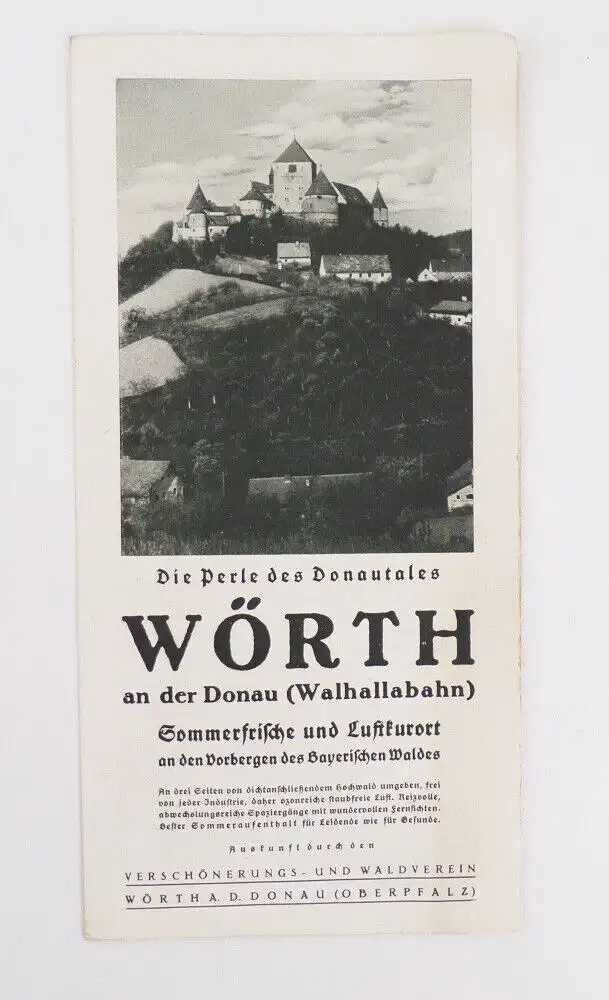 Die Perle des Donautales
WÖRTH
an der Donau (Walhallabahn)
Sommerfrische und Luftkurort
an den Vorbergen des Bayerischen Waldes
An drei Seiten von dichtanschließendem Hochwald umgeben, frei
von jeder Industrie, daher ozonreiche staubfreie Luft. Reizvolle,
abwechslungsreiche Spaziergänge mit wundervollen Fernsichten.
Bester Sommeraufenthalt für Leidende wie für Gesunde.
Auskunft durch den
VERSCHÖNERUNGS- UND WALDVEREIN
WÖRTH A. D. DONAU (OBERPFALZ)